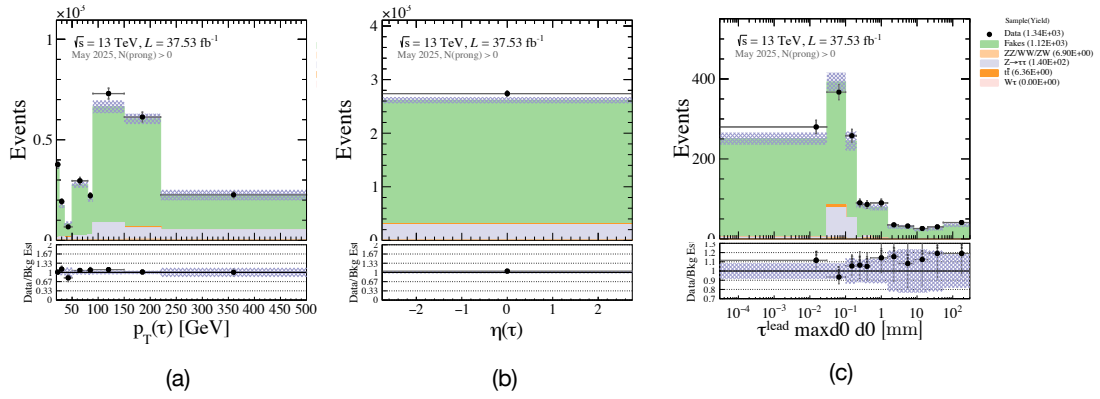 ×10³
Events
1
0.5
0
√s = 13 TeV, L = 37.53 fb⁻¹
May 2025, N(prong) > 0
Data/Bkg Est
2
1.67
1.33
1
0.67
0.33
0
50 100 150 200 250 300 350 400 450 500
p_T(τ) [GeV]
(a)
×10³
Events
4
3
2
1
0
√s = 13 TeV, L = 37.53 fb⁻¹
May 2025, N(prong) > 0
Data/Bkg Est
2
1.67
1.33
1
0.67
0.33
0
−2 −1 0 1 2
η(τ)
(b)
Events
400
200
0
√s = 13 TeV, L = 37.53 fb⁻¹
May 2025, N(prong) > 0
Data/Bkg Es
1.3
1.2
1.1
1
0.9
0.8
0.7
10⁻⁴ 10⁻³ 10⁻² 10⁻¹ 1 10 10²
τ^lead maxd0 d0 [mm]
(c)
Sample(Yield)
Data (1.34E+03)
Fakes (1.12E+03)
ZZ/WW/ZW (6.90E+00)
Z→ττ (1.40E+02)
tt̄ (6.36E+00)
Wτ (0.00E+00)